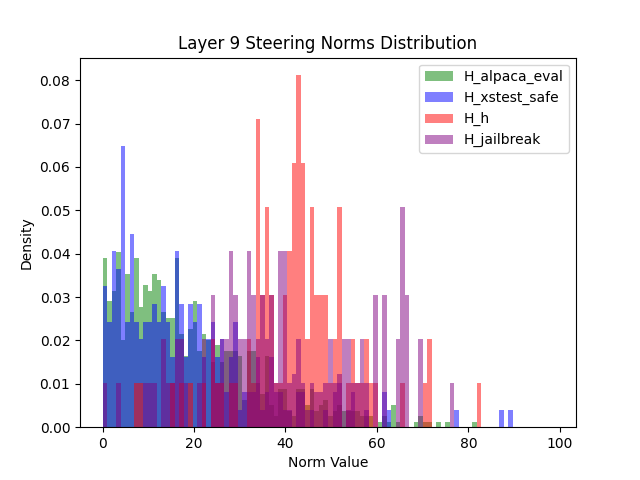 Layer 9 Steering Norms Distribution
H_alpaca_eval
H_xstest_safe
H_h
H_jailbreak
Density
0.08
0.07
0.06
0.05
0.04
0.03
0.02
0.01
0.00
0 20 40 60 80 100
Norm Value